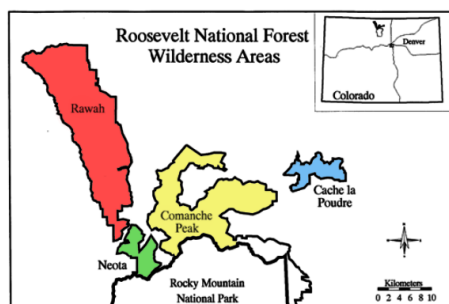 Roosevelt National Forest
Wilderness Areas
Denver
Colorado
Rawah
Cache la
Poudre
Comanche
Peak
Neota
Rocky Mountain
National Park
Kilometers
0 2 4 6 8 10